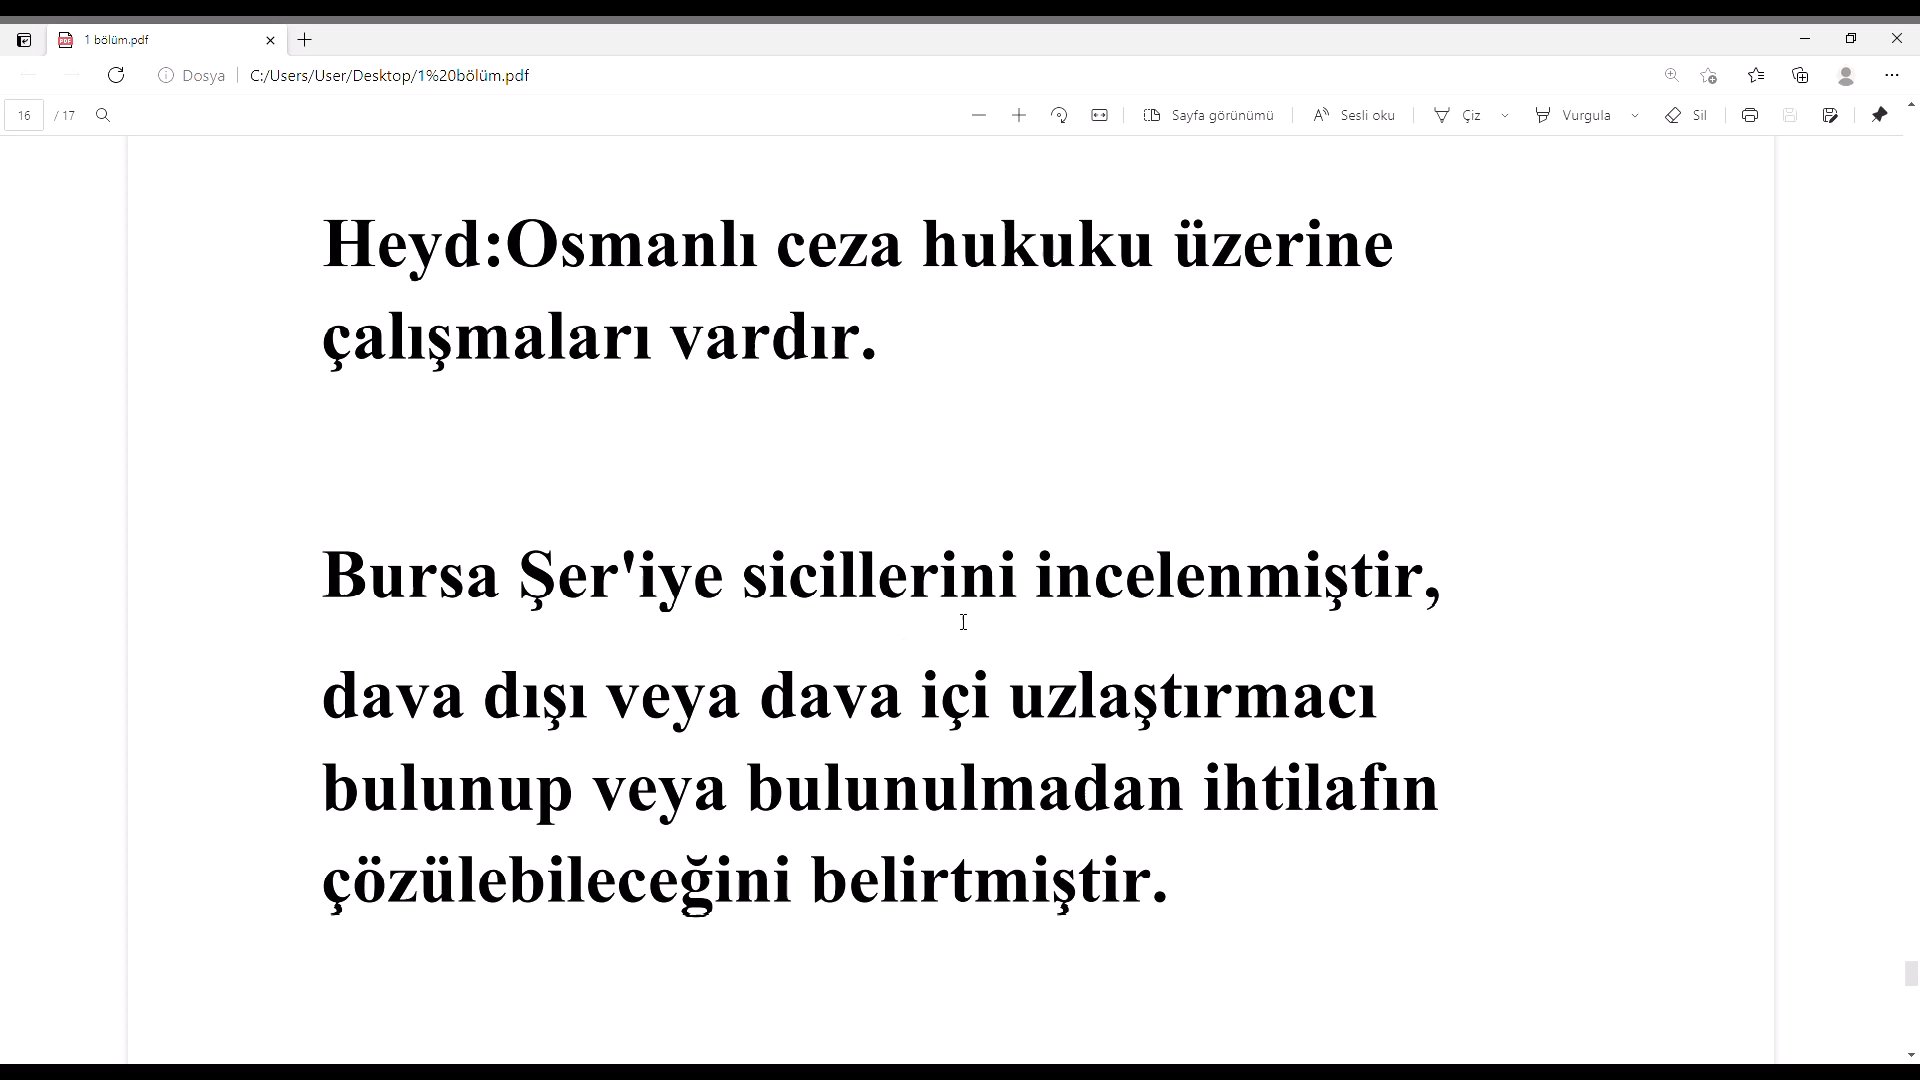 1 bölüm.pdf
Dosya C:/Users/User/Desktop/1%20bölüm.pdf
16 / 17 Sayfa görünümü Sesli oku Çiz Vurgula Sil
Heyd:Osmanlı ceza hukuku üzerine
çalışmaları vardır.
Bursa Şer'iye sicillerini incelenmiştir,
dava dışı veya dava içi uzlaştırmacı
bulunup veya bulunulmadan ihtilafın
çözülebileceğini belirtmiştir.